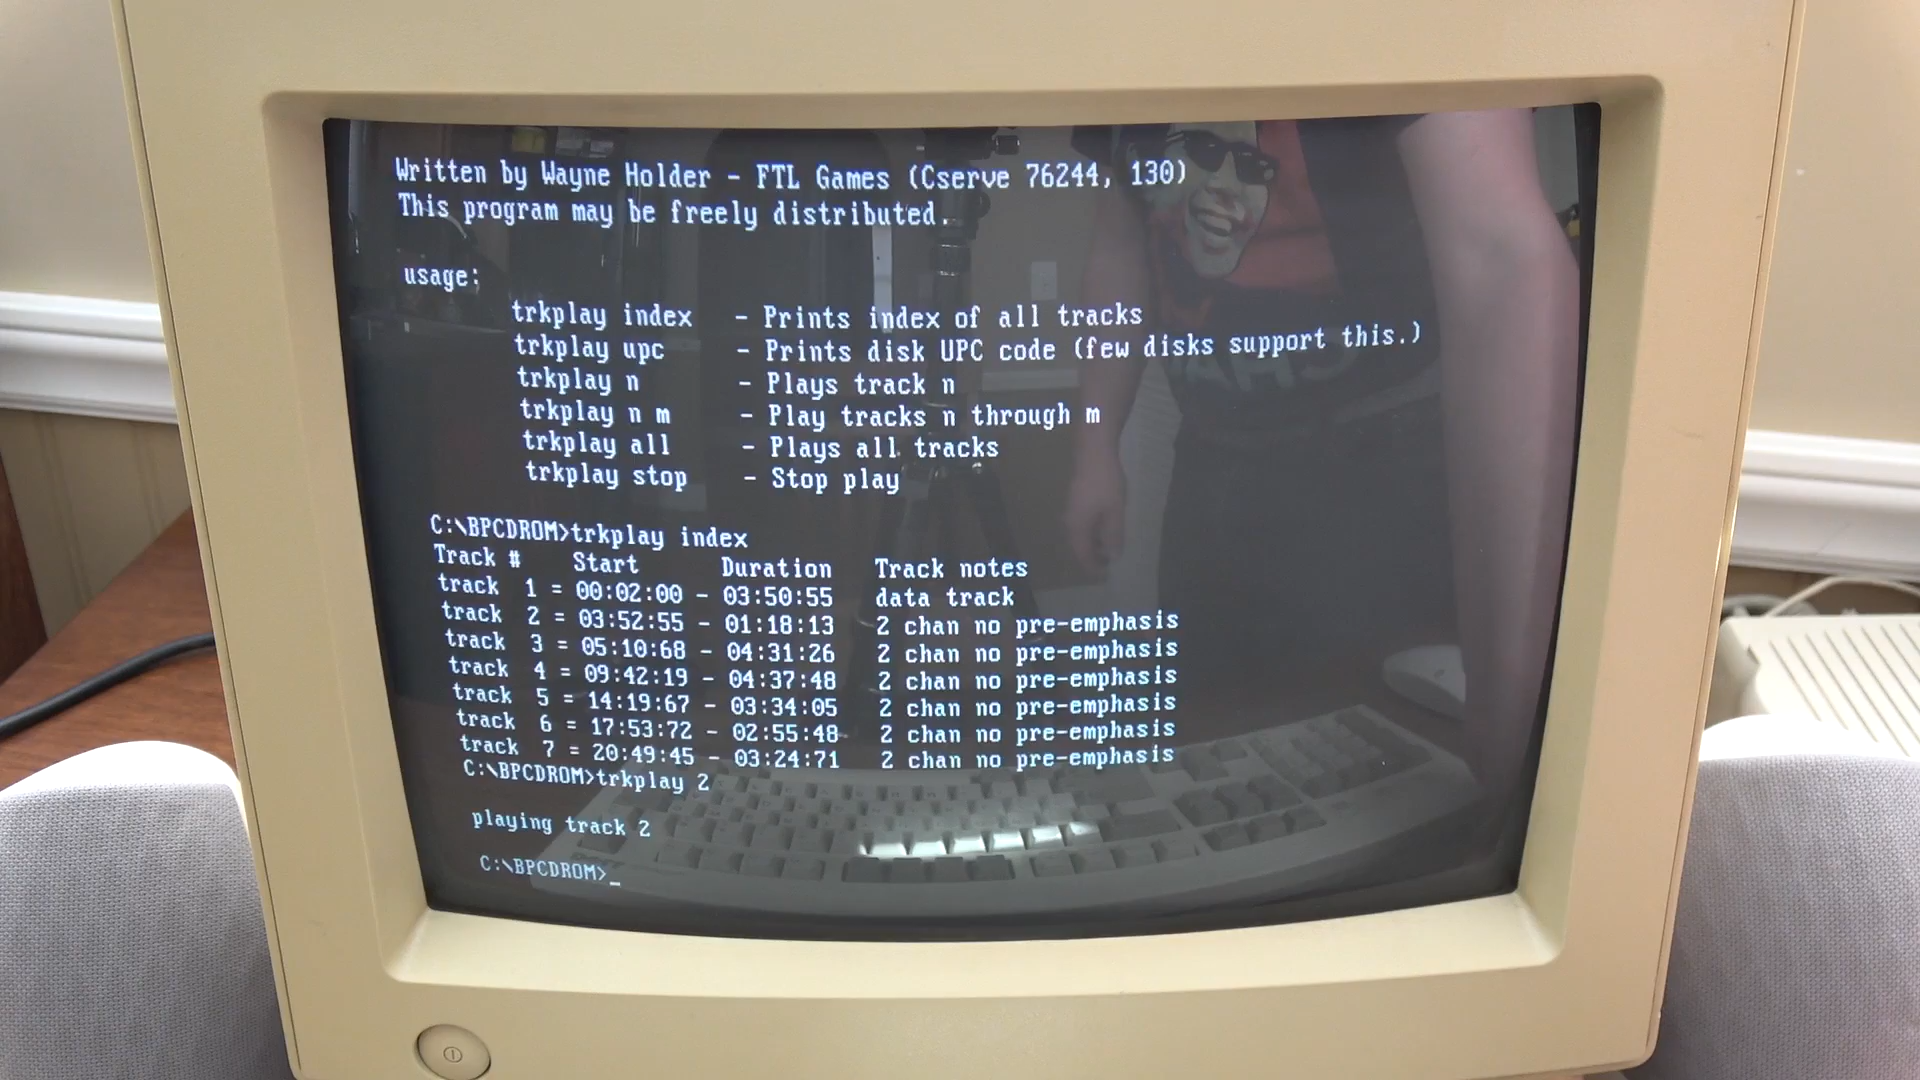 Written by Wayne Holder - FTL Games (Cserve 76244, 130)
This program may be freely distributed.
usage:
trkplay index - Prints index of all tracks
trkplay upc - Prints disk UPC code (few disks support this.)
trkplay n - Plays track n
trkplay n m - Play tracks n through m
trkplay all - Plays all tracks
trkplay stop - Stop play
C:\BPCDROM>trkplay index
Track # Start Duration Track notes
track 1 = 00:02:00 - 03:50:55 data track
track 2 = 03:52:55 - 01:18:13 2 chan no pre-emphasis
track 3 = 05:10:68 - 04:31:26 2 chan no pre-emphasis
track 4 = 09:42:19 - 04:37:48 2 chan no pre-emphasis
track 5 = 14:19:67 - 03:34:05 2 chan no pre-emphasis
track 6 = 17:53:72 - 02:55:48 2 chan no pre-emphasis
track 7 = 20:49:45 - 03:24:71 2 chan no pre-emphasis
C:\BPCDROM>trkplay 2
playing track 2
C:\BPCDROM>_